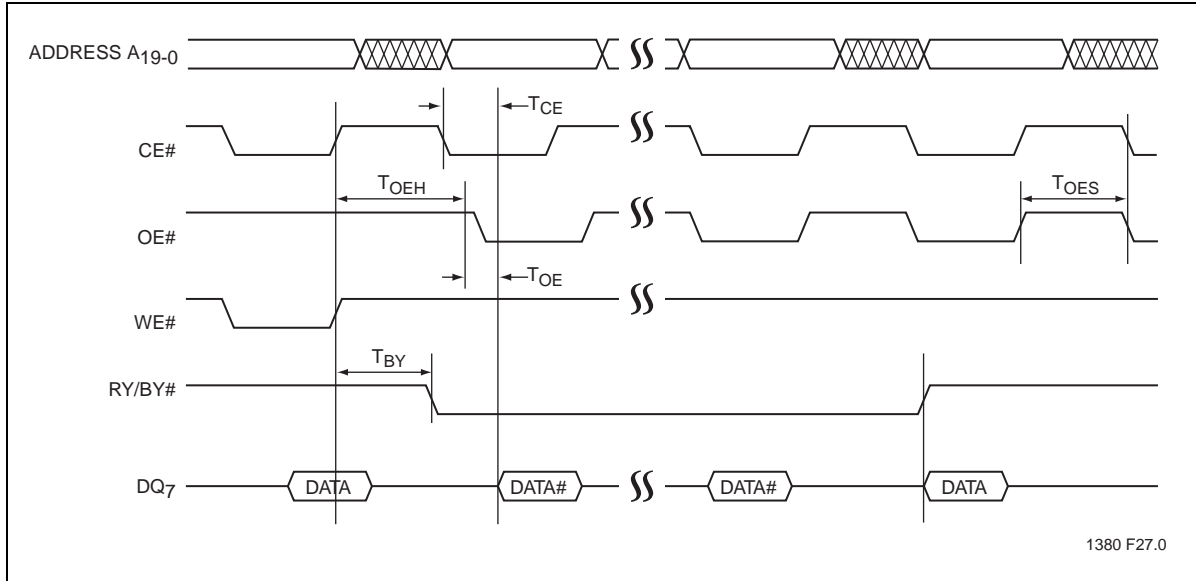 ADDRESS A19-0
TCE
CE#
TOEH
TOES
OE#
TOE
WE#
TBY
RY/BY#
DQ7 DATA DATA# DATA# DATA
1380 F27.0